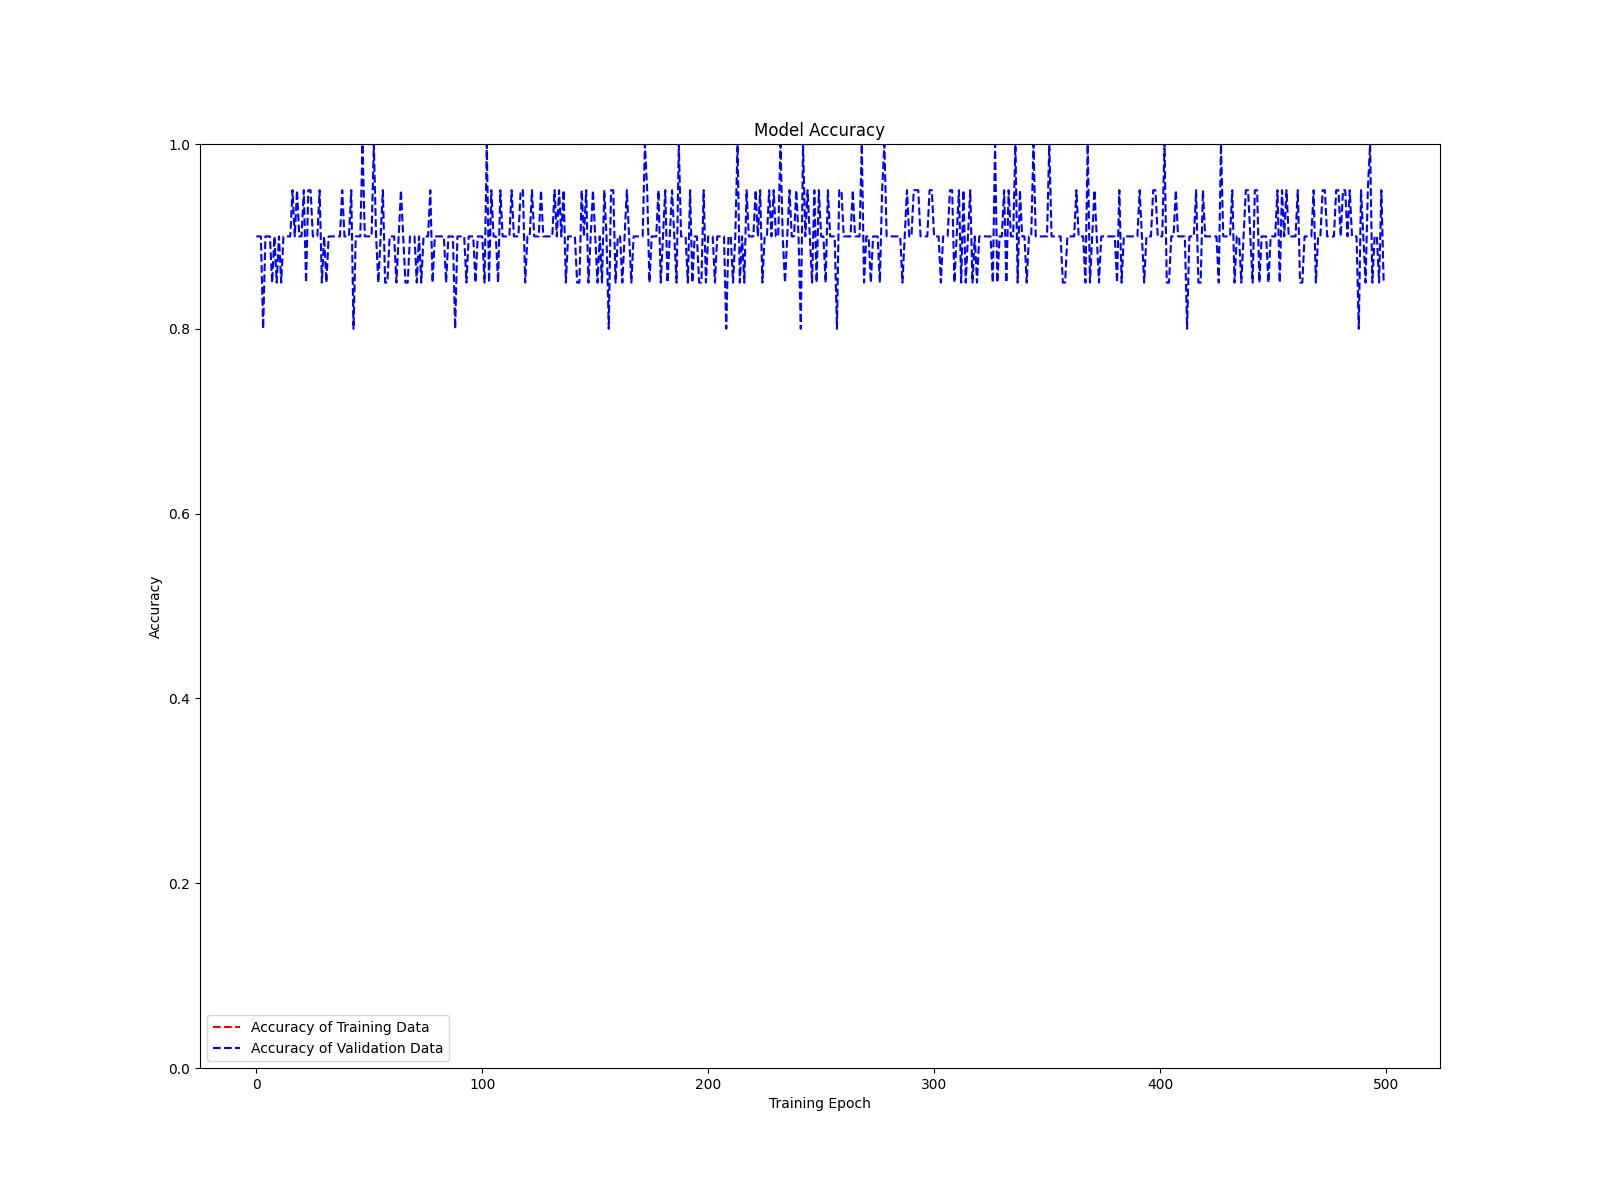 Model Accuracy
1.0
0.8
0.6
0.4
0.2
0.0
Accuracy
Accuracy of Training Data
Accuracy of Validation Data
0 100 200 300 400 500
Training Epoch